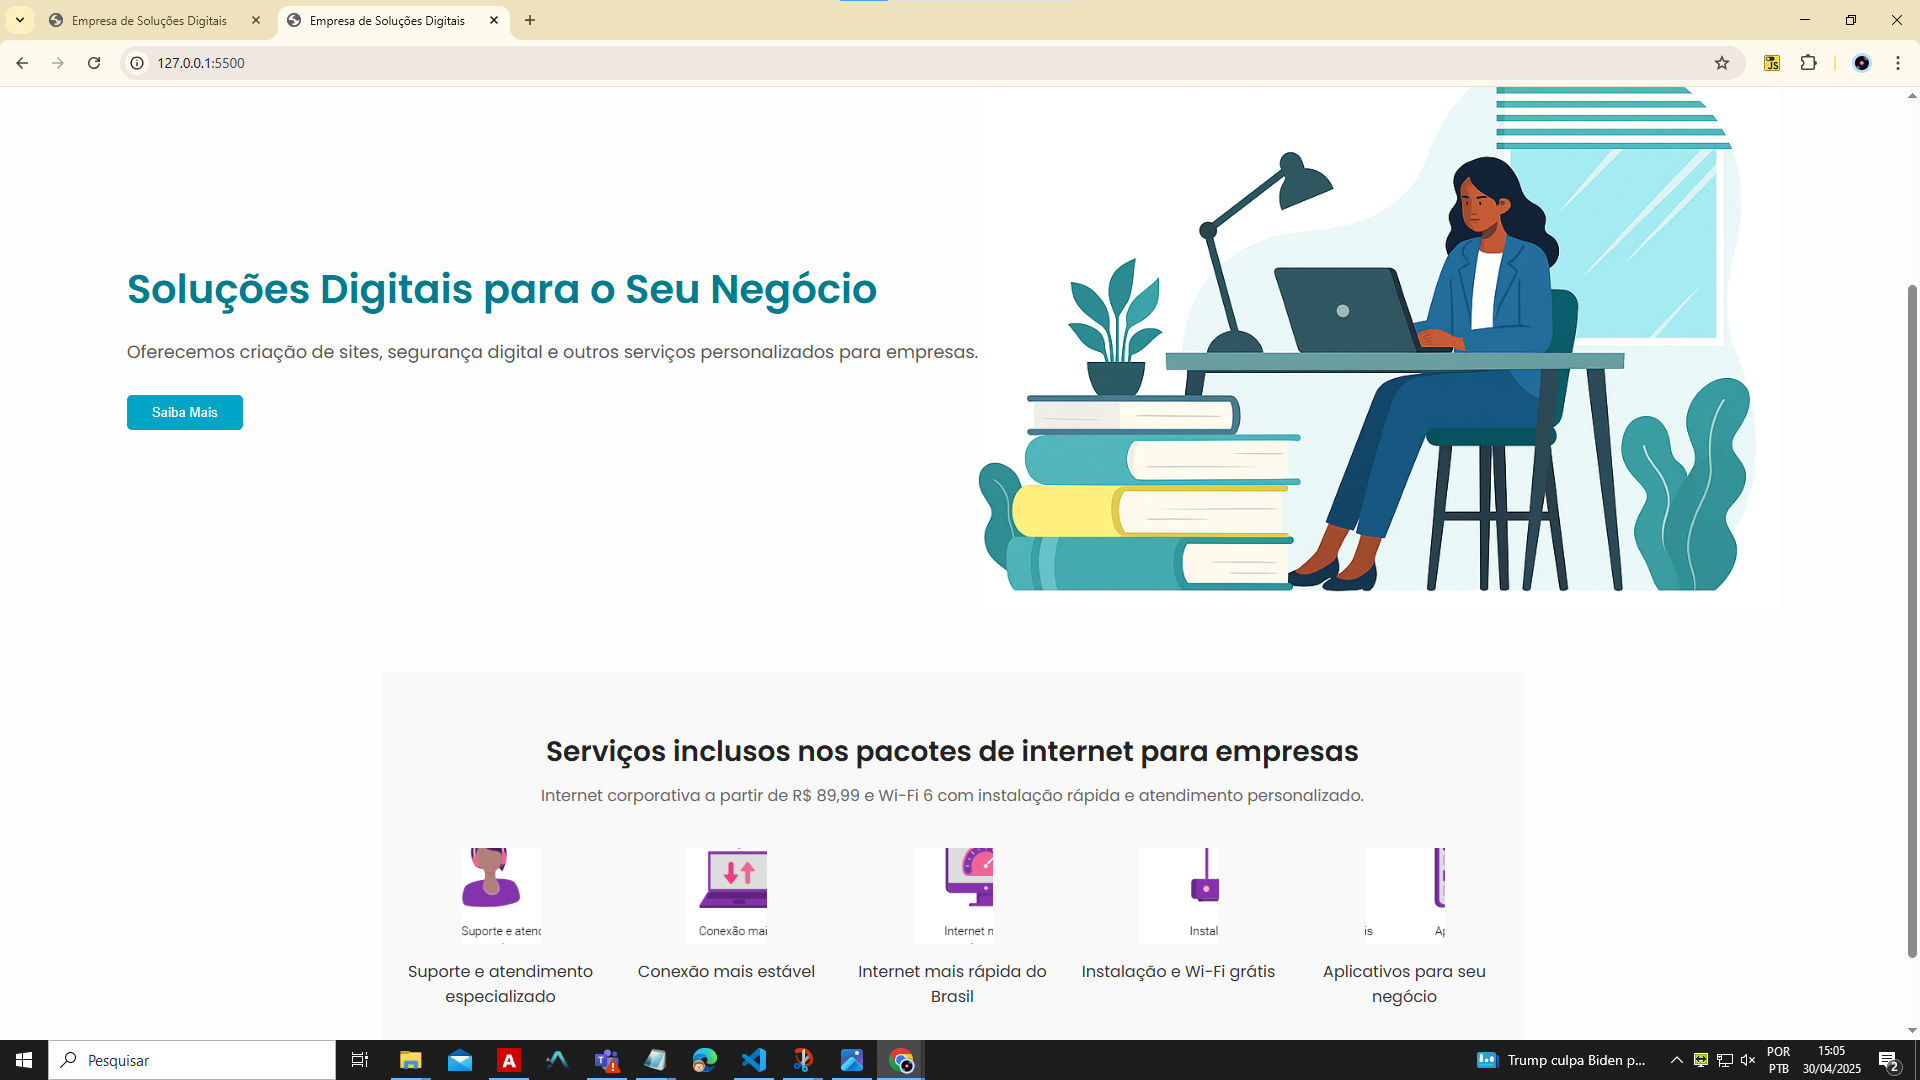 Empresa de Soluções Digitais
Empresa de Soluções Digitais
127.0.0.1:5500
JS
Soluções Digitais para o Seu Negócio
Oferecemos criação de sites, segurança digital e outros serviços personalizados para empresas.
Saiba Mais
Serviços inclusos nos pacotes de internet para empresas
Internet corporativa a partir de R$ 89,99 e Wi-Fi 6 com instalação rápida e atendimento personalizado.
Suporte e atend
Conexão mai
Internet r
Instal
is
Ap
Suporte e atendimento
especializado
Conexão mais estável
Internet mais rápida do
Brasil
Instalação e Wi-Fi grátis
Aplicativos para seu
negócio
Pesquisar
Trump culpa Biden p...
POR
PTB
15:05
30/04/2025
2